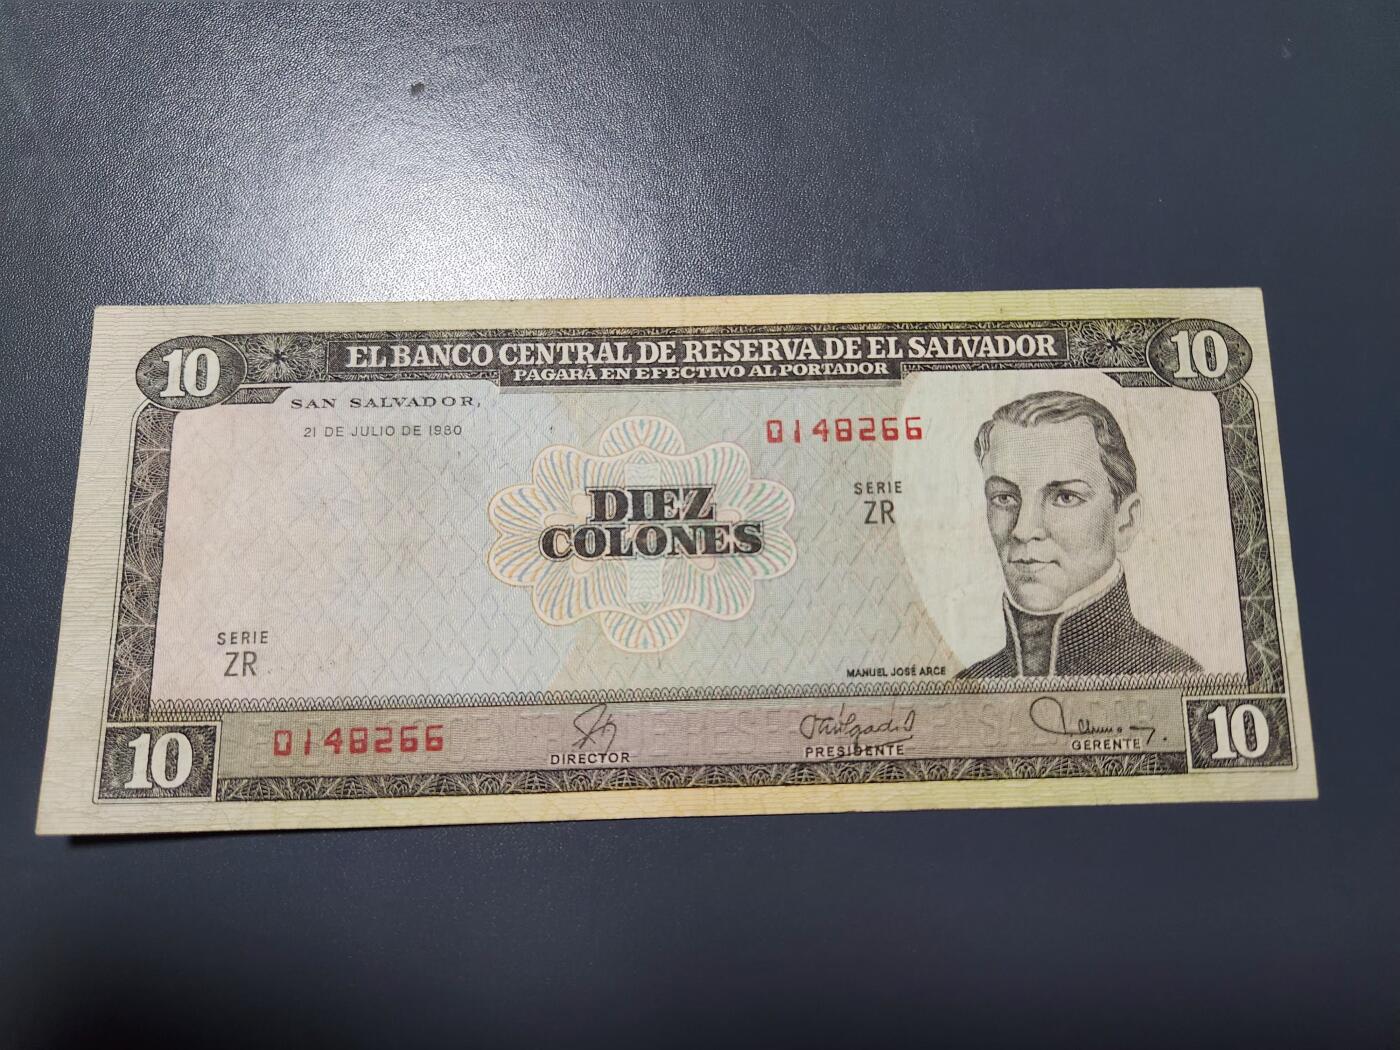 10 EL BANCO CENTRAL DE RESERVA DE EL SALVADOR 10
PAGARÁ EN EFECTIVO AL PORTADOR
SAN SALVADOR,
21 DE JULIO DE 1980
0148266
SERIE
ZR
DIEZ
COLONES
SERIE
ZR
MANUEL JOSÉ ARCE
0148266
DIRECTOR
PRESIDENTE
GERENTE
10
10